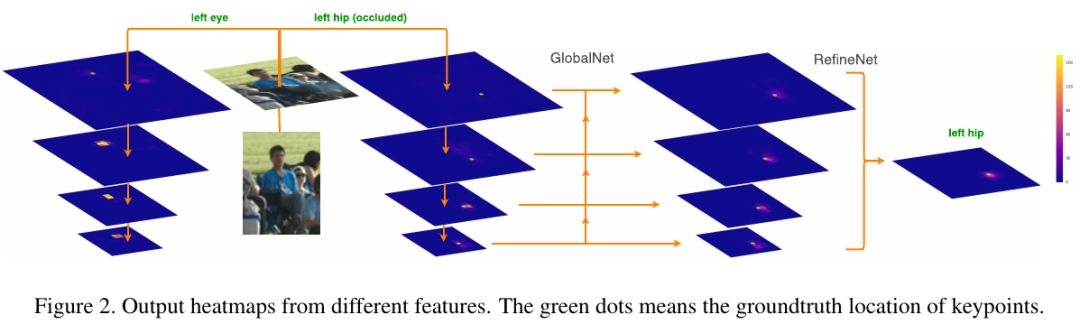 left eye
left hip (occluded)
GlobalNet
RefineNet
left hip
150
120
90
60
30
0
Figure 2. Output heatmaps from different features. The green dots means the groundtruth location of keypoints.